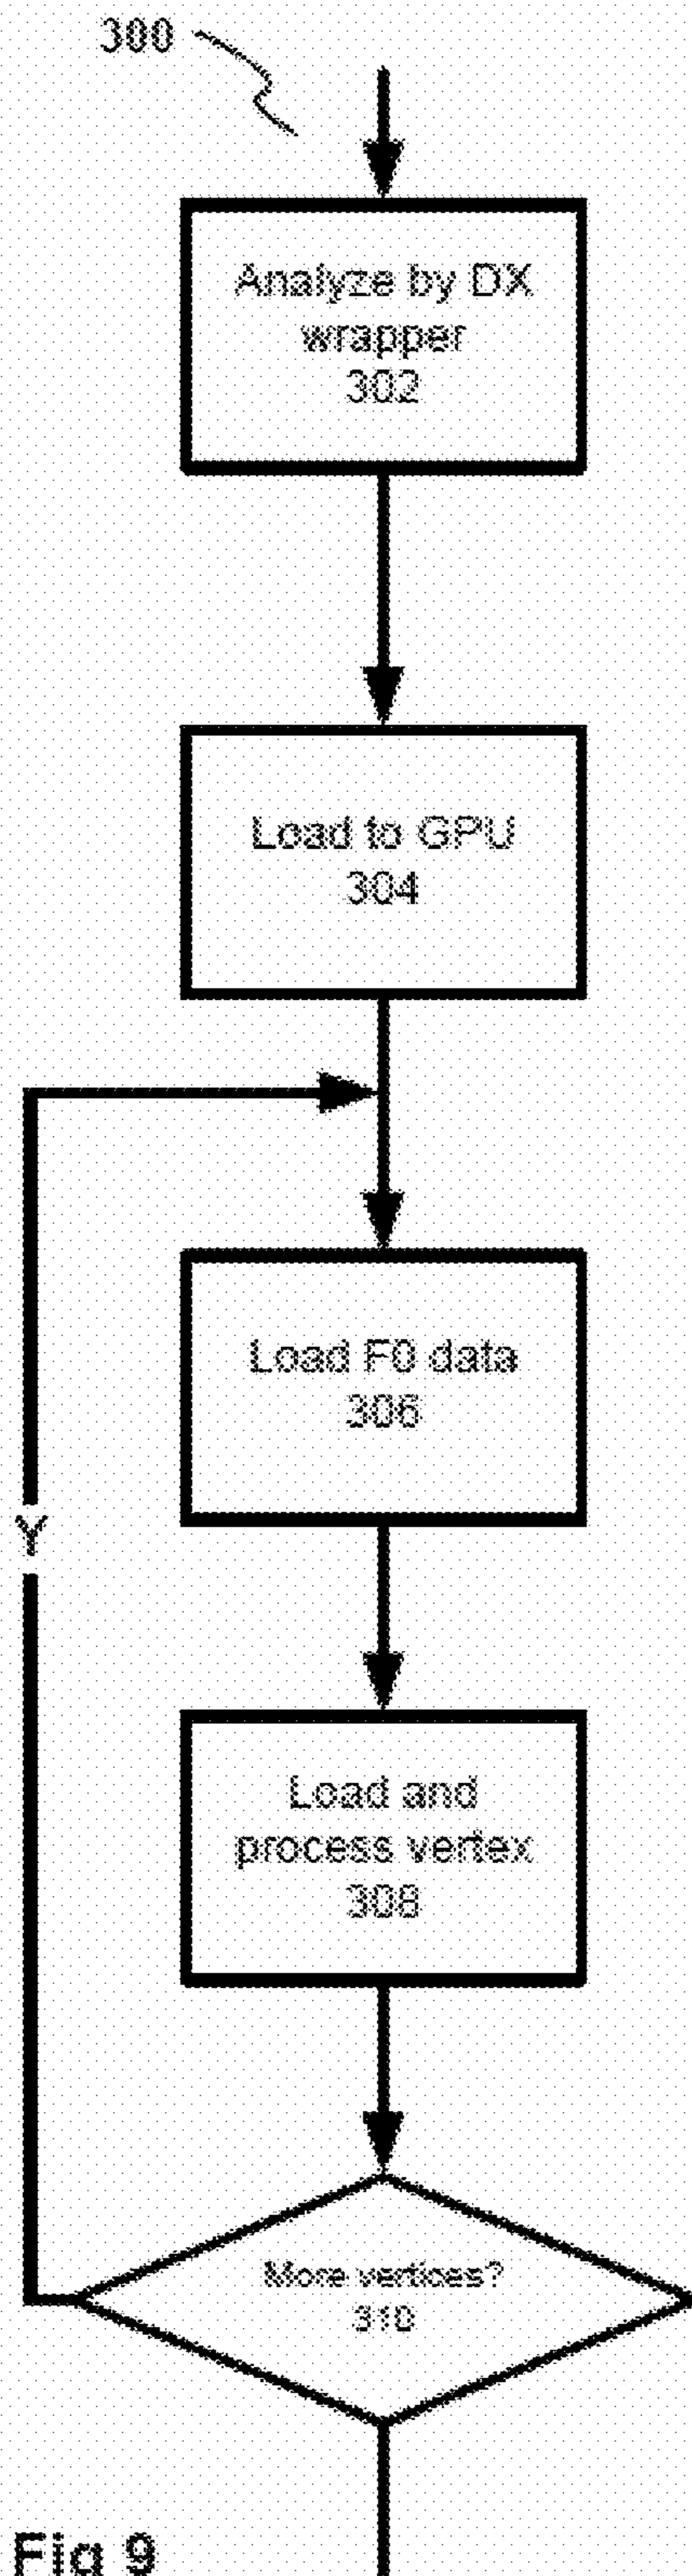 300
Analyze by DX
wrapper
302
Load to GPU
304
Load F0 data
306
Y
Load and
process vertex
308
More vertices?
310
Fig 9